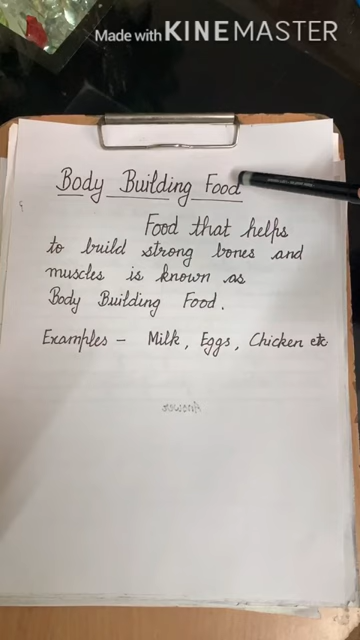 Made with KINEMASTER
Body Building Food
Food that helps
to build strong bones and
muscles is known as
Body Building Food.
Examples - Milk, Eggs, Chicken etc
Answer